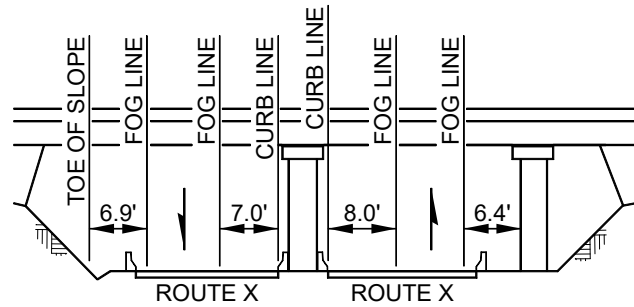 TOE OF SLOPE
FOG LINE
FOG LINE
CURB LINE
CURB LINE
FOG LINE
FOG LINE
6.9'
7.0'
8.0'
6.4'
ROUTE X
ROUTE X